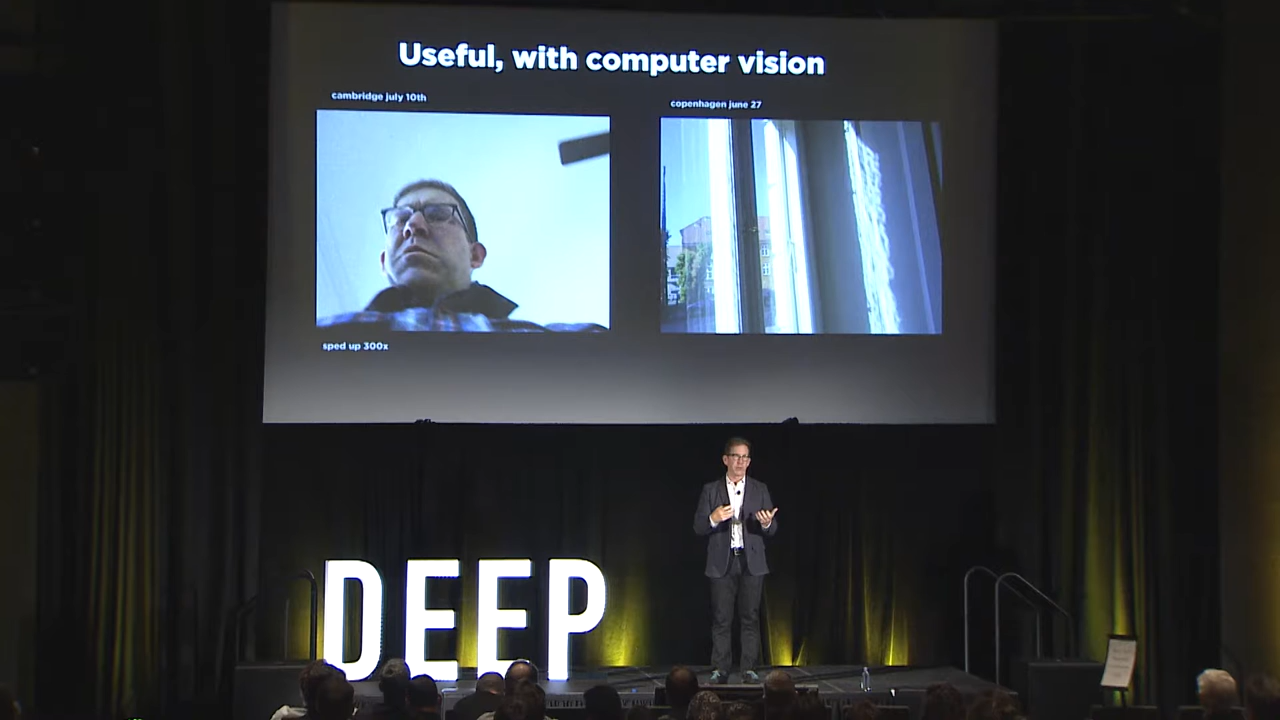 Useful, with computer vision
cambridge july 10th
copenhagen june 27
sped up 300x
DEEP